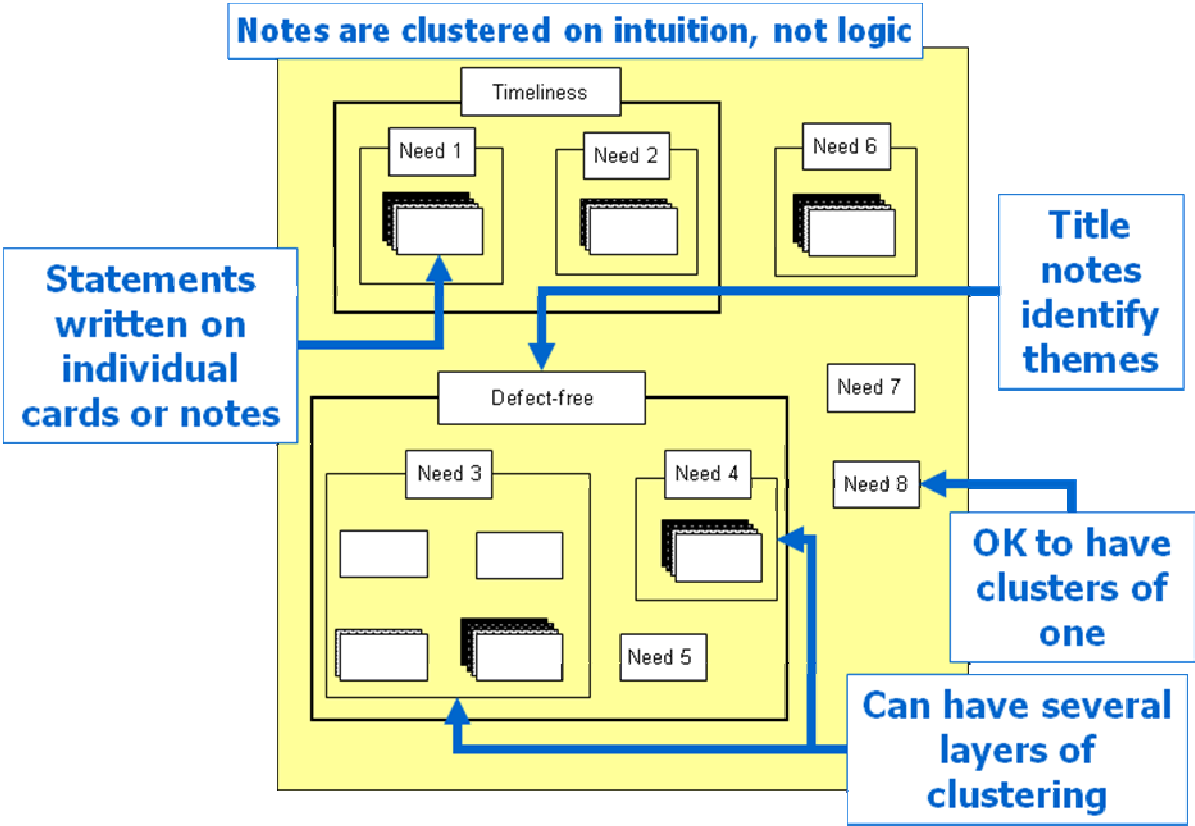 Notes are clustered on intuition, not logic
Timeliness
Need 1
Need 2
Need 6
Statements
written on
individual
cards or notes
Title
notes
identify
themes
Defect-free
Need 7
Need 3
Need 4
Need 8
OK to have
clusters of
one
Need 5
Can have several
layers of
clustering